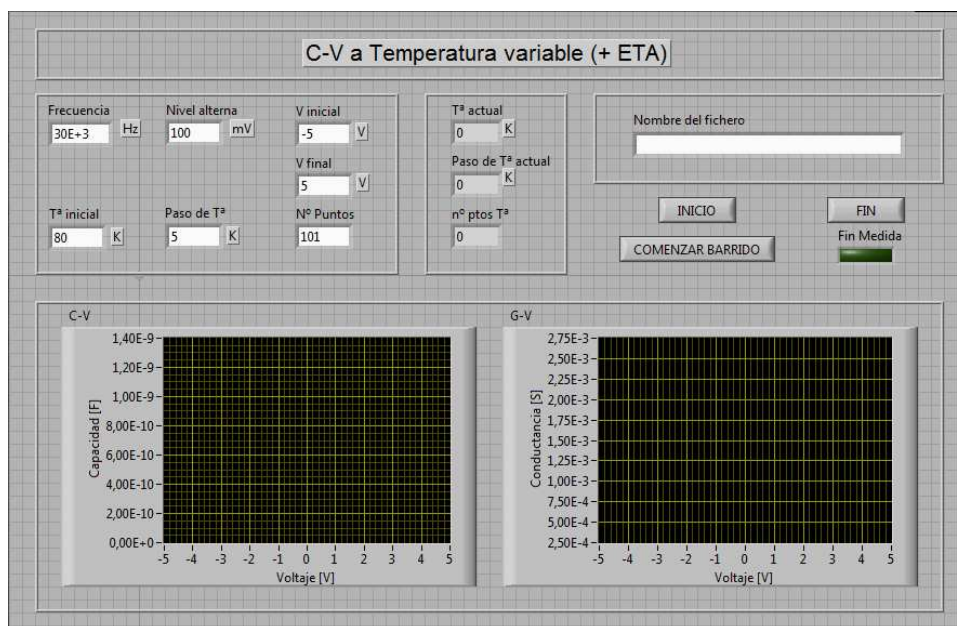 C-V a Temperatura variable (+ ETA)
Frecuencia
30E+3 Hz
Nivel alterna
100 mV
V inicial
-5 V
V final
5 V
Tª inicial
80 K
Paso de Tª
5 K
Nº Puntos
101
Tª actual
0 K
Paso de Tª actual
0 K
nº ptos Tª
0
Nombre del fichero
INICIO
FIN
COMENZAR BARRIDO
Fin Medida
C-V
Capacidad [F]
1,40E-9
1,20E-9
1,00E-9
8,00E-10
6,00E-10
4,00E-10
2,00E-10
0,00E+0
-5 -4 -3 -2 -1 0 1 2 3 4 5
Voltaje [V]
G-V
Conductancia [S]
2,75E-3
2,50E-3
2,25E-3
2,00E-3
1,75E-3
1,50E-3
1,25E-3
1,00E-3
7,50E-4
5,00E-4
2,50E-4
-5 -4 -3 -2 -1 0 1 2 3 4 5
Voltaje [V]